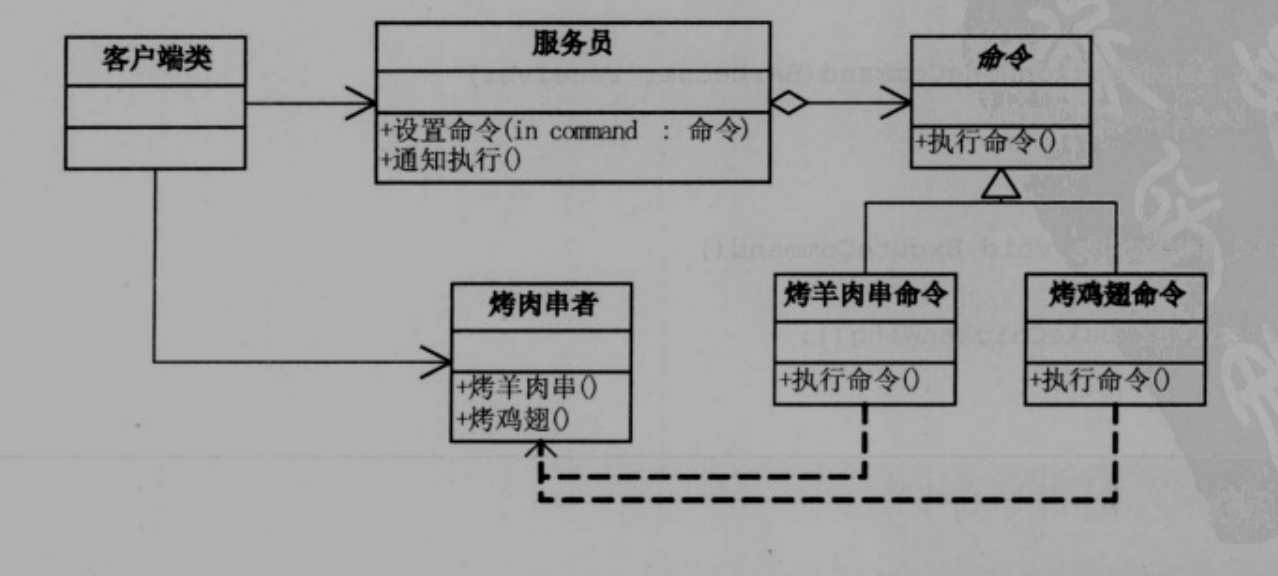 客户端类
服务员
+设置命令(in command : 命令)
+通知执行()
命令
+执行命令()
烤肉串者
+烤羊肉串()
+烤鸡翅()
烤羊肉串命令
+执行命令()
烤鸡翅命令
+执行命令()